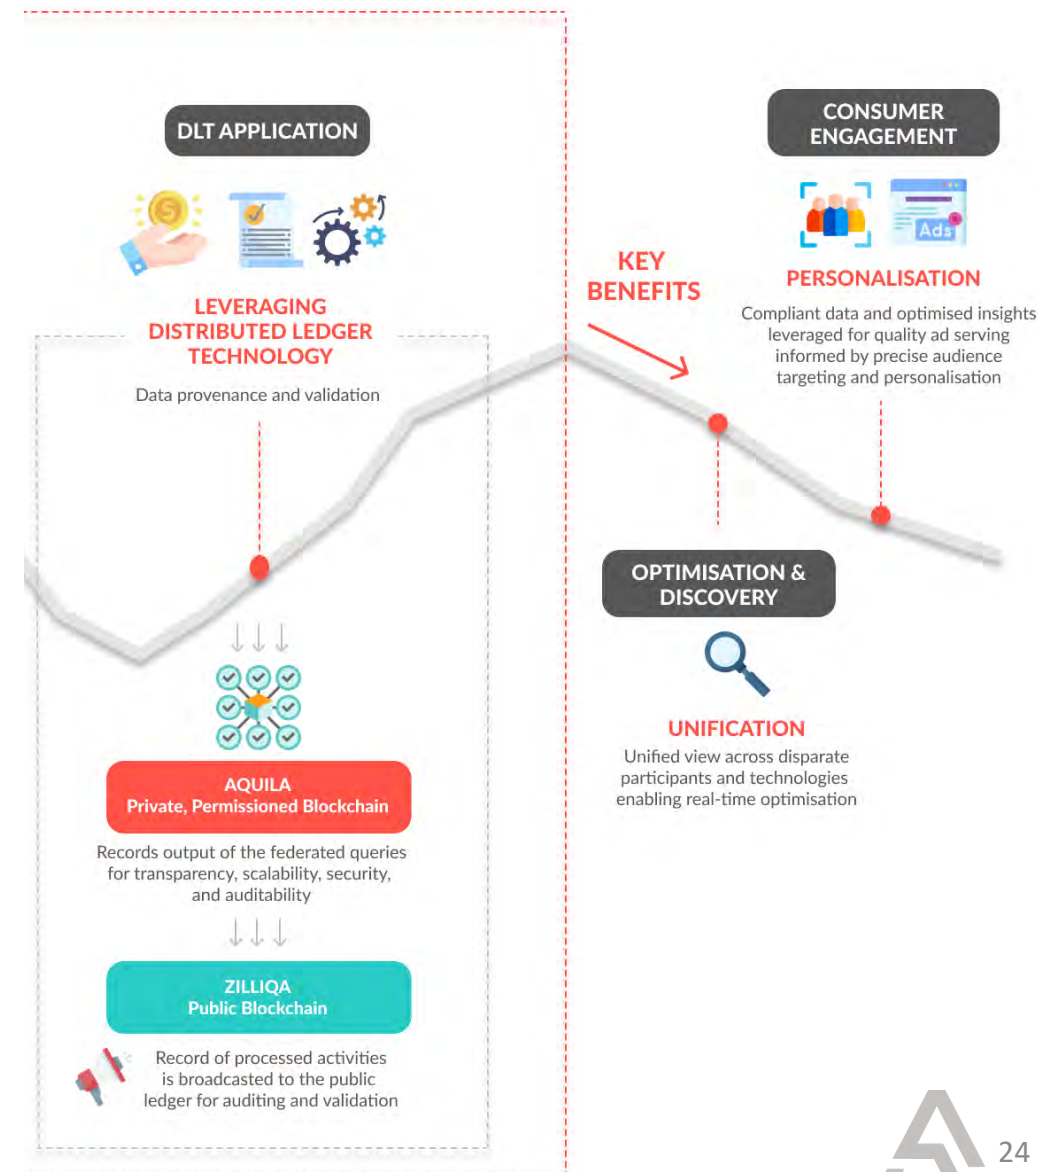 DLT APPLICATION
LEVERAGING
DISTRIBUTED LEDGER
TECHNOLOGY
Data provenance and validation
AQUILA
Private, Permissioned Blockchain
Records output of the federated queries
for transparency, scalability, security,
and auditability
ZILLIQA
Public Blockchain
Record of processed activities
is broadcasted to the public
ledger for auditing and validation
KEY
BENEFITS
OPTIMISATION &
DISCOVERY
UNIFICATION
Unified view across disparate
participants and technologies
enabling real-time optimisation
CONSUMER
ENGAGEMENT
Ads
PERSONALISATION
Compliant data and optimised insights
leveraged for quality ad serving
informed by precise audience
targeting and personalisation
24